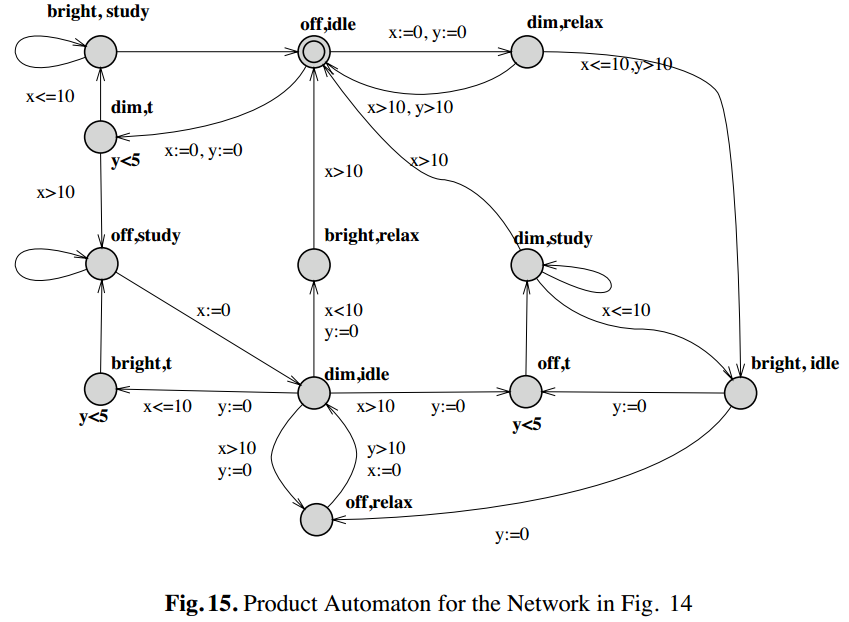 bright, study
off,idle
dim,relax
x:=0, y:=0
x<=10,y>10
x<=10
dim,t
x>10, y>10
y<5
x:=0, y:=0
x>10
x>10
x>10
off,study
bright,relax
dim,study
x:=0
x<10
y:=0
x<=10
bright,t
dim,idle
off,t
bright, idle
y<5
x<=10
y:=0
x>10
y:=0
y<5
y:=0
x>10
y:=0
y>10
x:=0
off,relax
y:=0
Fig. 15. Product Automaton for the Network in Fig. 14